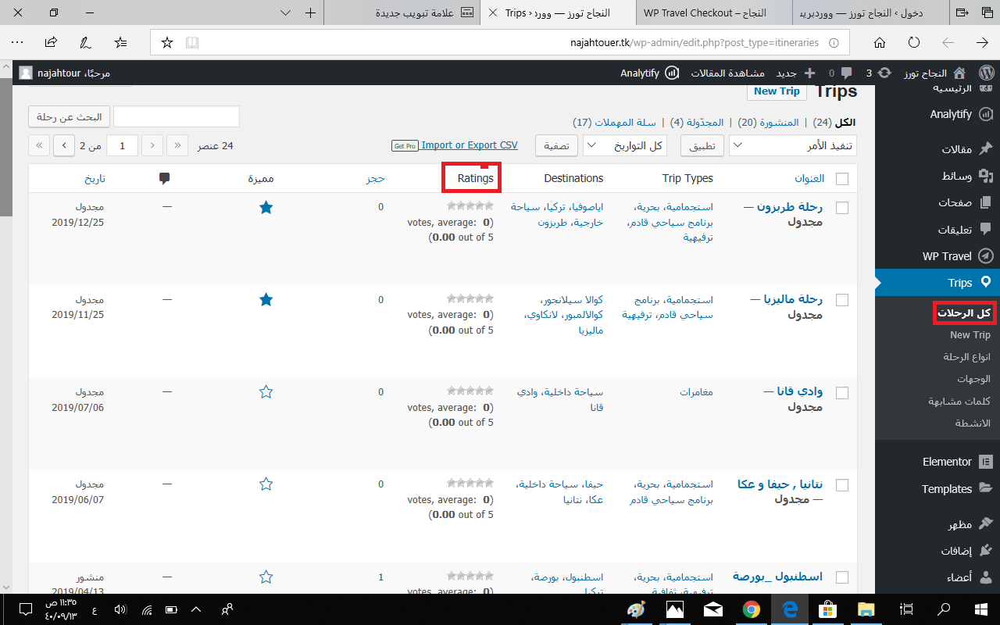 دخول ‹ النجاح تورز — ووردبريس
WP Travel Checkout – النجاح
النجاح تورز — وورد › Trips
علامة تبويب جديدة
najahtouer.tk/wp-admin/edit.php?post_type=itineraries
النجاح تورز
3
0
جديد
مشاهدة المقالات
Analytify
مرحبًا، najahtour
الرئيسية
Analytify
مقالات
وسائط
صفحات
تعليقات
WP Travel
Trips
كل الرحلات
New Trip
انواع الرحلة
الوجهات
كلمات مشابهة
الانشطة
Elementor
Templates
مظهر
إضافات
أعضاء
Trips
New Trip
الكل (24) | المنشورة (20) | المجدّولة (4) | سلة المهملات (17)
البحث عن رحلة
تنفيذ الأمر
تطبيق
كل التواريخ
تصفية
Import or Export CSV
Get Pro
24 عنصر
«
‹
1
من 2
›
»
العنوان
Trip Types
Destinations
Ratings
حجز
مميزة
تاريخ
رحلة طربزون —
مجدول
استجمامية، بحرية،
برنامج سياحي قادم،
ترفيهية
اياصوفيا، تركيا، سياحة
خارجية، طربزون
votes, average: 0)
(0.00 out of 5
0
—
مجدول
2019/12/25
رحلة ماليزيا —
مجدول
استجمامية، برنامج
سياحي قادم، ترفيهية
كوالا سيلانجور،
كوالالمبور، لانكاوي،
ماليزيا
votes, average: 0)
(0.00 out of 5
0
—
مجدول
2019/11/25
وادي قانا —
مجدول
مغامرات
سياحة داخلية، وادي
قانا
votes, average: 0)
(0.00 out of 5
0
—
مجدول
2019/07/06
نتانيا , حيفا و عكا
— مجدول
استجمامية، بحرية،
برنامج سياحي قادم
حيفا، سياحة داخلية،
عكا، نتانيا
votes, average: 0)
(0.00 out of 5
0
—
مجدول
2019/06/07
اسطنبول _بورصة
استجمامية، بحرية،
ترفيهية، ثقافية
اسطنبول، بورصة،
تركيا
votes, average: 0)
1
—
منشور
2019/04/13
١١:٣٥ ص
٤٠/٠٩/١٣
ع